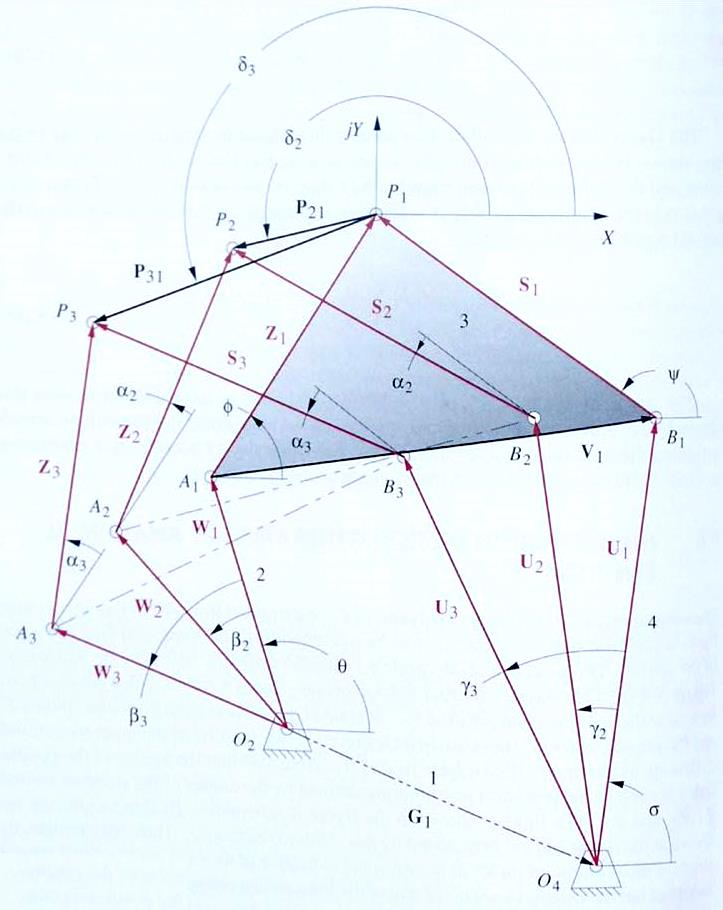 δ₃
jY
δ₂
P₁
P₂
P₂₁
X
P₃₁
P₃
S₁
S₂
3
Z₁
S₃
α₂
α₂
ψ
ϕ
Z₂
α₃
B₁
Z₃
B₂
V₁
A₁
B₃
A₂
W₁
α₃
U₁
U₂
2
W₂
U₃
A₃
β₂
4
W₃
θ
γ₃
β₃
O₂
γ₂
1
G₁
σ
O₄